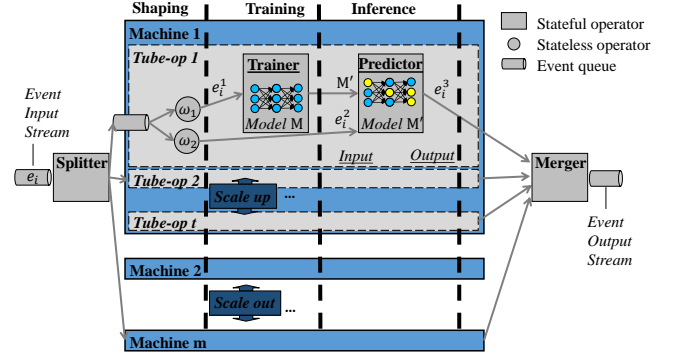 Shaping Training Inference
Stateful operator
Stateless operator
Event queue
Machine 1
Tube-op 1
Trainer
Predictor
Event
Input
Stream
e_i^1
M′
e_i^3
ω1
ω2
Model M
e_i^2
Model M′
Input Output
e_i
Splitter
Merger
Tube-op 2
Scale up ...
Tube-op t
Event
Output
Stream
Machine 2
Scale out ...
Machine m